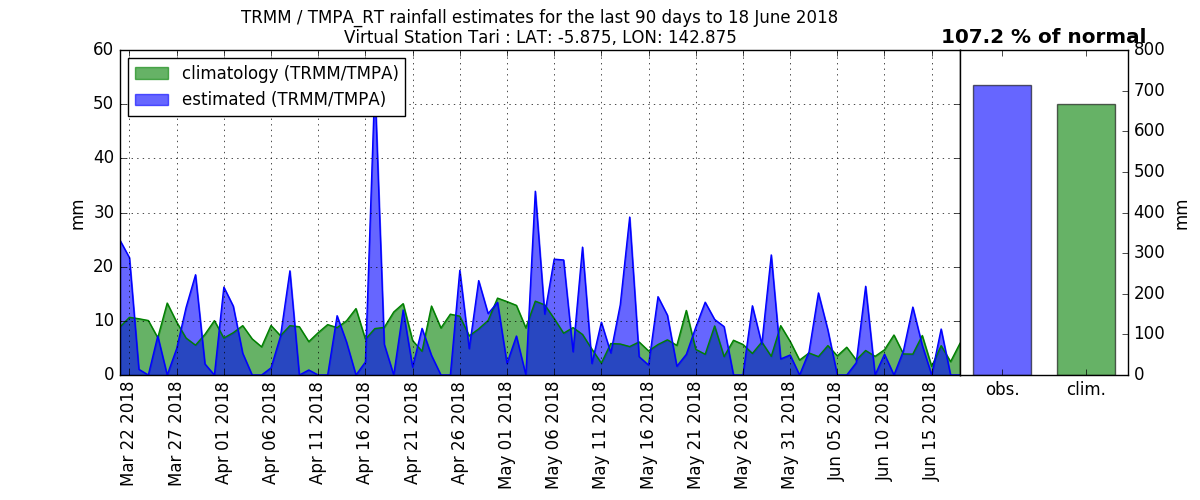 TRMM / TMPA_RT rainfall estimates for the last 90 days to 18 June 2018
Virtual Station Tari : LAT: -5.875, LON: 142.875
107.2 % of normal
climatology (TRMM/TMPA)
estimated (TRMM/TMPA)
60
50
40
30
20
10
0
mm
800
700
600
500
400
300
200
100
0
mm
Mar 22 2018
Mar 27 2018
Apr 01 2018
Apr 06 2018
Apr 11 2018
Apr 16 2018
Apr 21 2018
Apr 26 2018
May 01 2018
May 06 2018
May 11 2018
May 16 2018
May 21 2018
May 26 2018
May 31 2018
Jun 05 2018
Jun 10 2018
Jun 15 2018
obs.
clim.